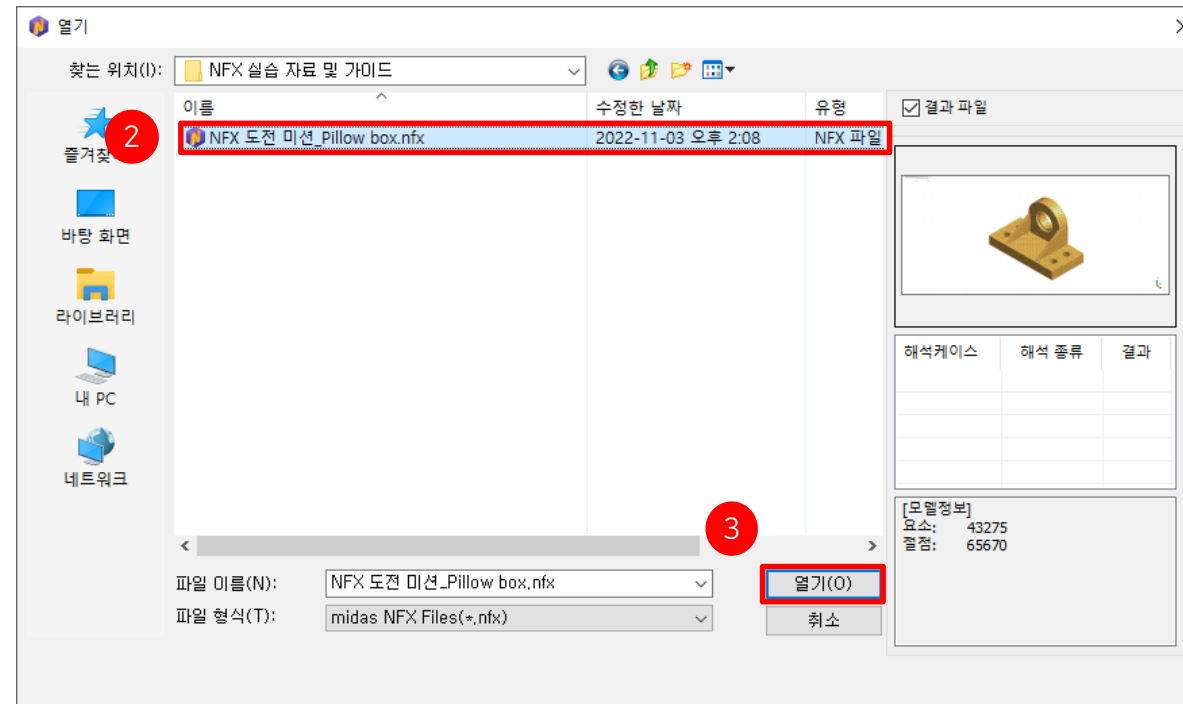 열기
찾는 위치(I):
NFX 실습 자료 및 가이드
이름
수정한 날짜
유형
결과 파일
2
NFX 도전 미션_Pillow box.nfx
2022-11-03 오후 2:08
NFX 파일
즐겨찾
바탕 화면
라이브러리
내 PC
네트워크
해석케이스
해석 종류
결과
[모델정보]
요소: 43275
절점: 65670
3
파일 이름(N):
NFX 도전 미션_Pillow box.nfx
열기(O)
파일 형식(T):
midas NFX Files(*.nfx)
취소